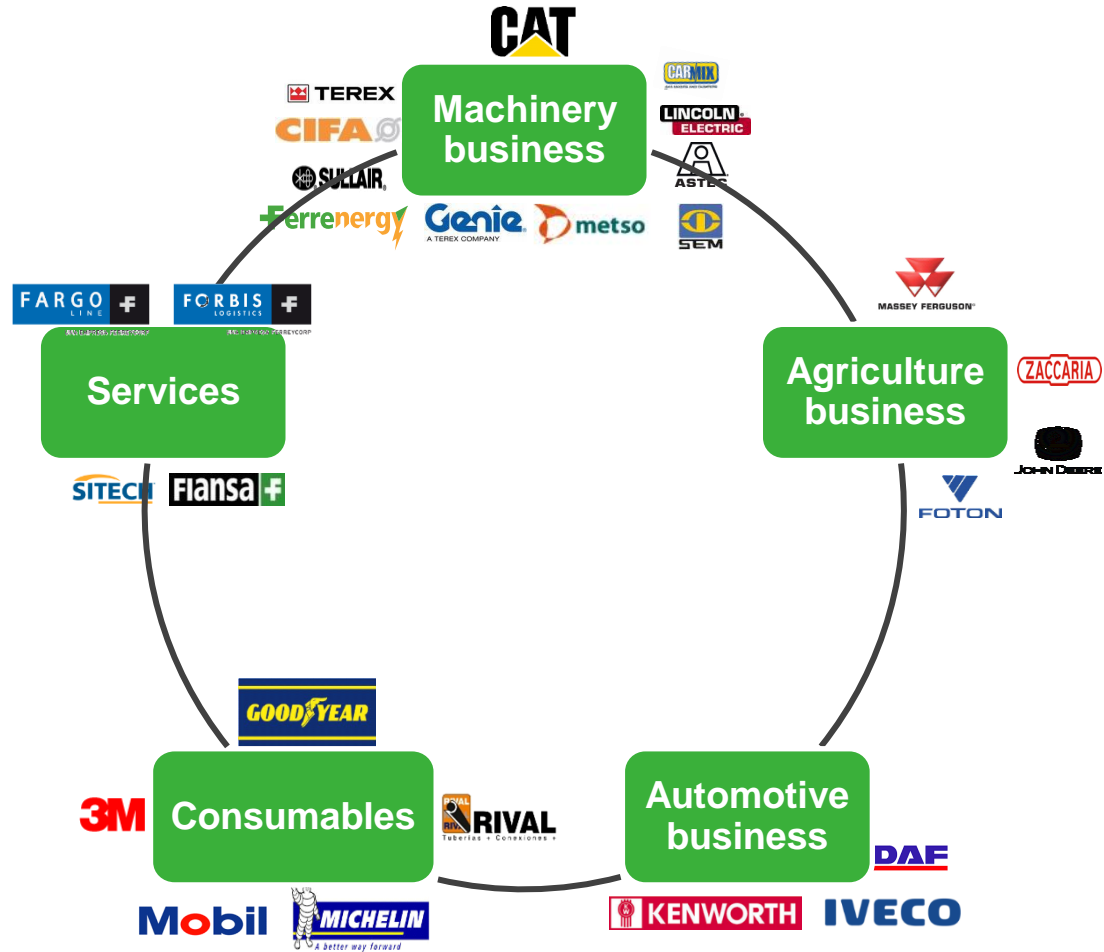 CAT
Machinery
business
TEREX
CIFA
SULLAIR
Ferrenergy
Genie
A TEREX COMPANY
metso
CARMIX
LINCOLN
ELECTRIC
ASTEC
SEM
MASSEY FERGUSON
Agriculture
business
ZACCARIA
JOHN DEERE
FOTON
Automotive
business
DAF
KENWORTH
IVECO
GOODYEAR
3M
Consumables
RIVAL
RIVAL
Tuberías + Conexiones +
Mobil
MICHELIN
A better way forward
FARGO
LINE
FORBIS
LOGISTICS
Services
SITECH
Fiansa